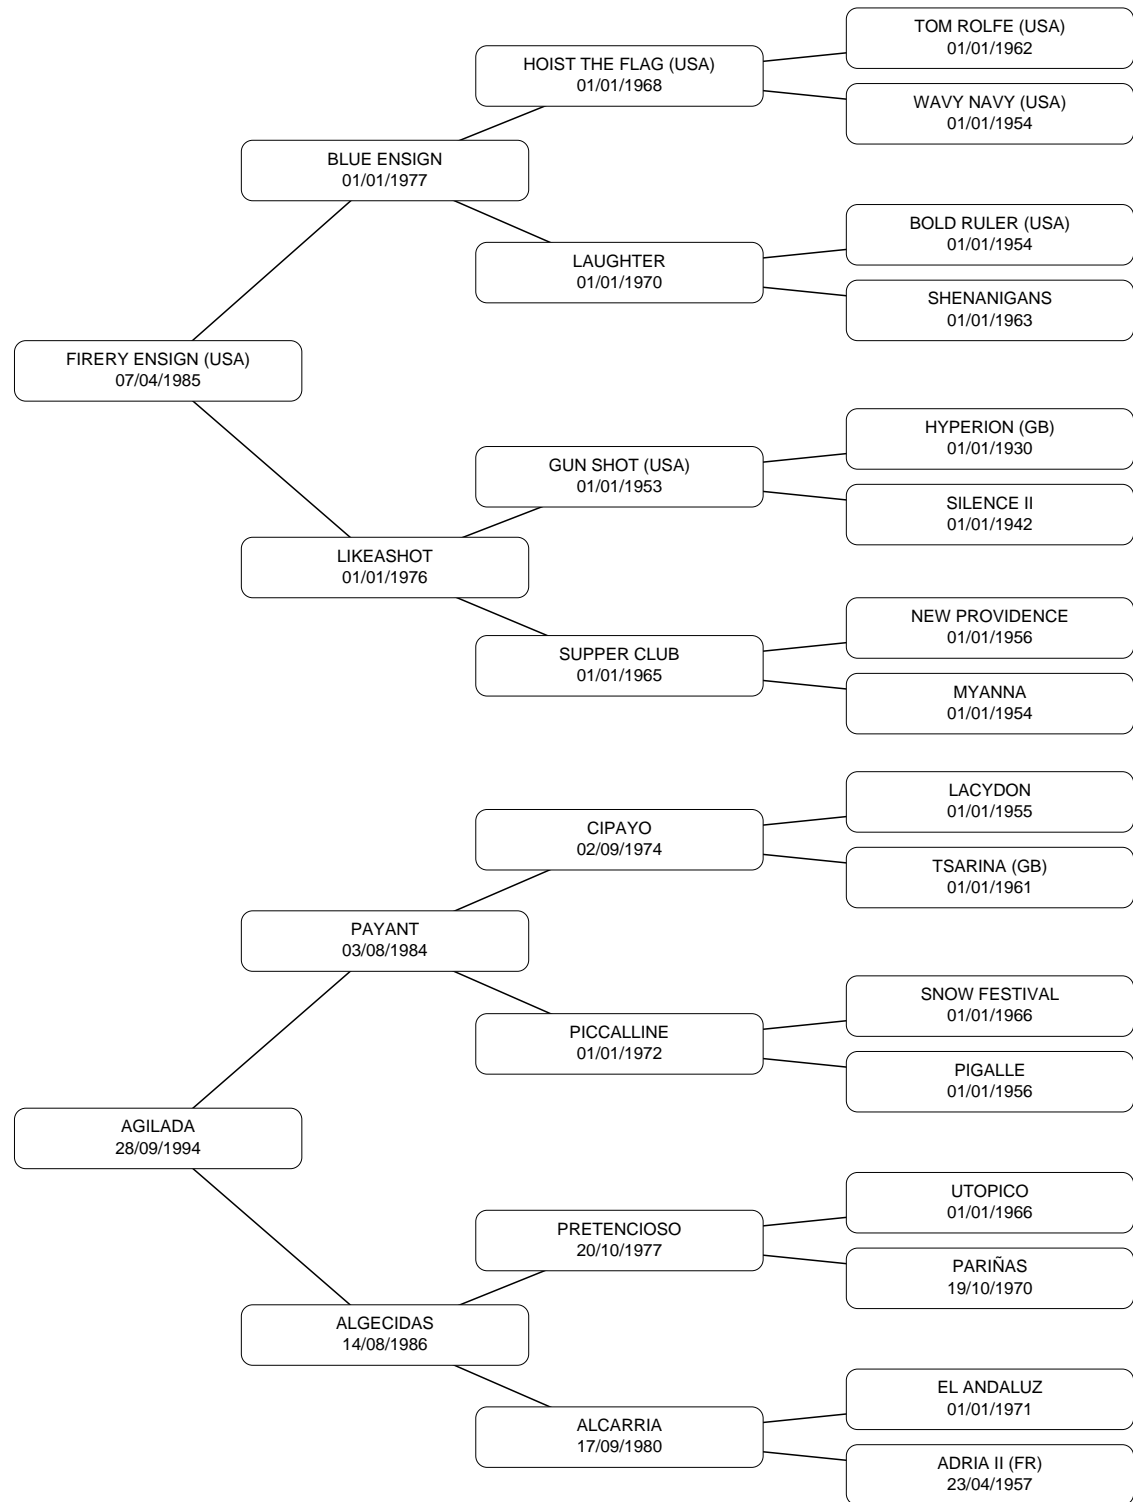 TOM ROLFE (USA)
01/01/1962
HOIST THE FLAG (USA)
01/01/1968
WAVY NAVY (USA)
01/01/1954
BLUE ENSIGN
01/01/1977
BOLD RULER (USA)
01/01/1954
LAUGHTER
01/01/1970
SHENANIGANS
01/01/1963
FIRERY ENSIGN (USA)
07/04/1985
HYPERION (GB)
01/01/1930
GUN SHOT (USA)
01/01/1953
SILENCE II
01/01/1942
LIKEASHOT
01/01/1976
NEW PROVIDENCE
01/01/1956
SUPPER CLUB
01/01/1965
MYANNA
01/01/1954
LACYDON
01/01/1955
CIPAYO
02/09/1974
TSARINA (GB)
01/01/1961
PAYANT
03/08/1984
SNOW FESTIVAL
01/01/1966
PICCALLINE
01/01/1972
PIGALLE
01/01/1956
AGILADA
28/09/1994
UTOPICO
01/01/1966
PRETENCIOSO
20/10/1977
PARIÑAS
19/10/1970
ALGECIDAS
14/08/1986
EL ANDALUZ
01/01/1971
ALCARRIA
17/09/1980
ADRIA II (FR)
23/04/1957